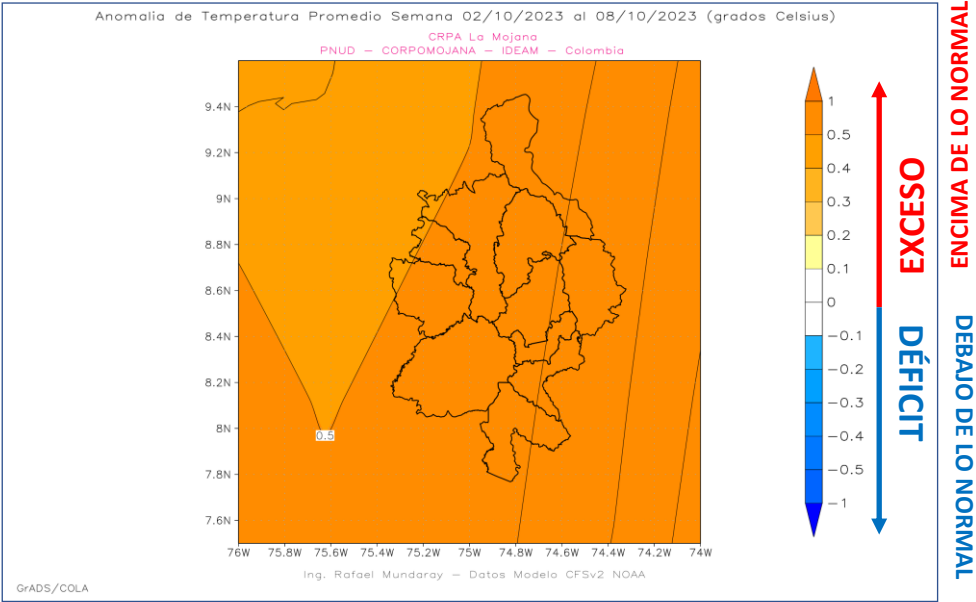 Anomalia de Temperatura Promedio Semana 02/10/2023 al 08/10/2023 (grados Celsius)
CRPA La Mojana
PNUD – CORPOMOJANA – IDEAM – Colombia
9.4N
9.2N
9N
8.8N
8.6N
8.4N
8.2N
8N
7.8N
7.6N
0.5
76W 75.8W 75.6W 75.4W 75.2W 75W 74.8W 74.6W 74.4W 74.2W 74W
1
0.5
0.4
0.3
0.2
0.1
0
−0.1
−0.2
−0.3
−0.4
−0.5
−1
EXCESO
DÉFICIT
ENCIMA DE LO NORMAL
DEBAJO DE LO NORMAL
Ing. Rafael Mundaray – Datos Modelo CFSv2 NOAA
GrADS/COLA